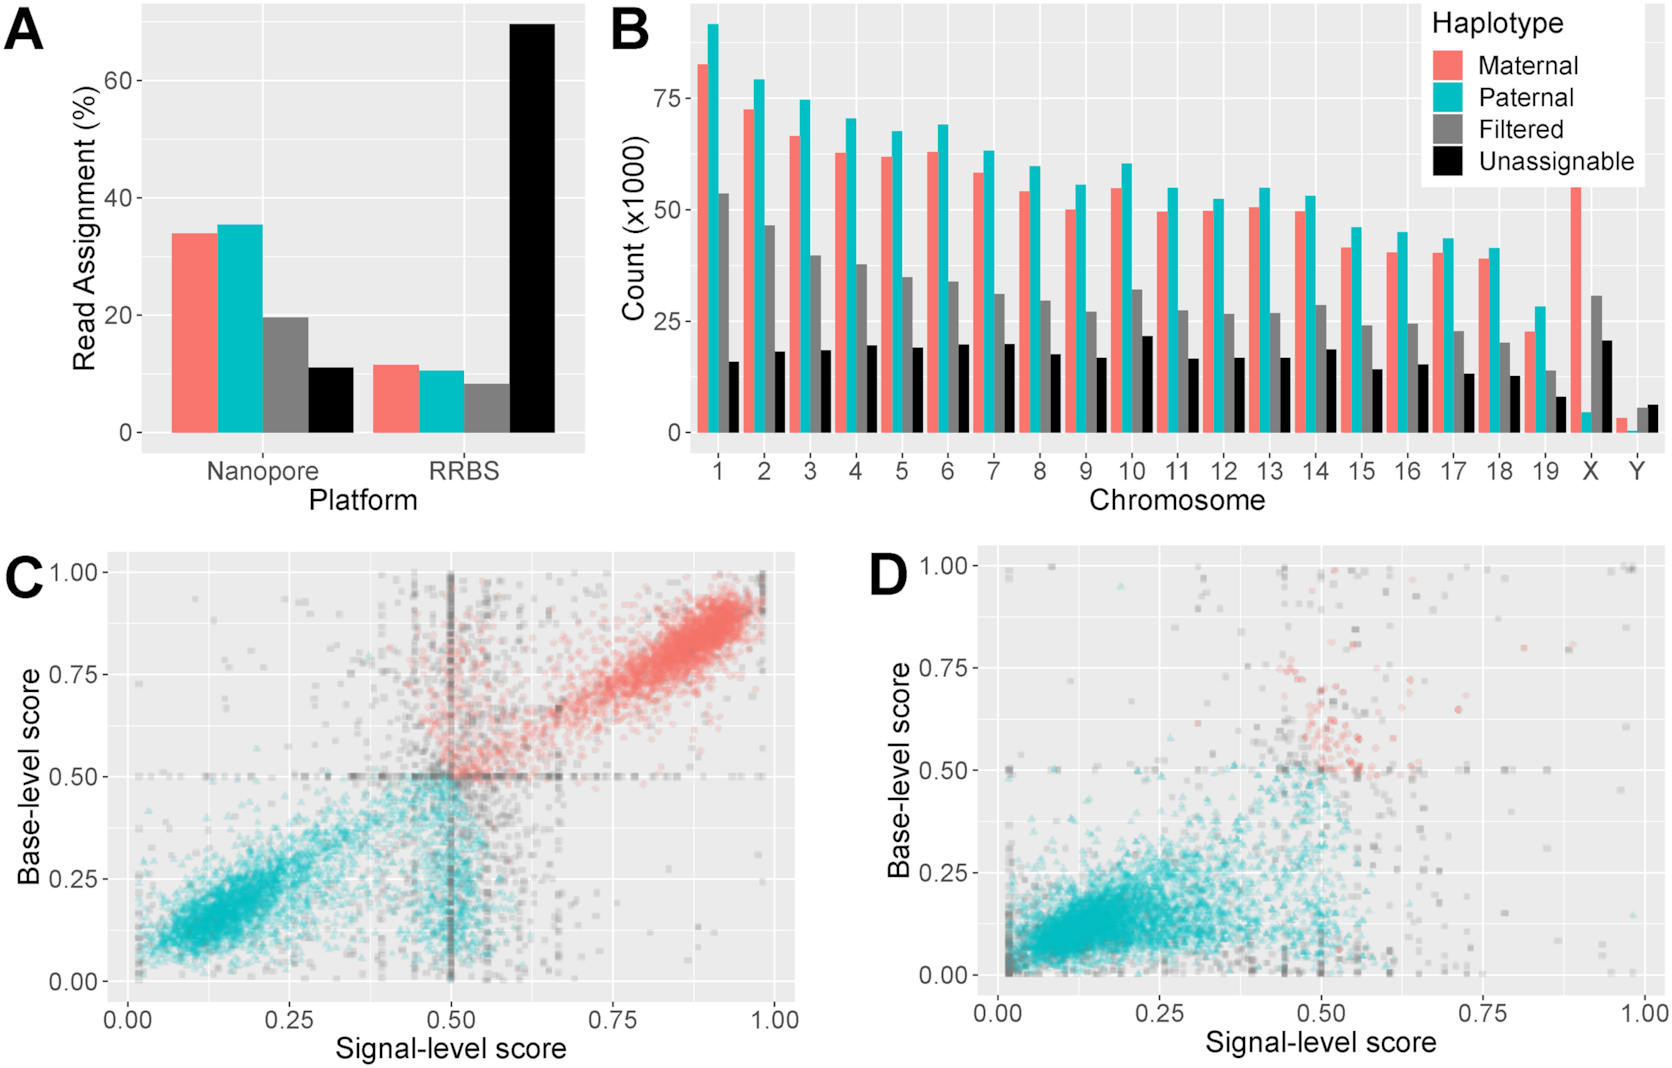 A
Read Assignment (%)
60
40
20
0
Nanopore RRBS
Platform
B
Count (x1000)
75
50
25
0
1 2 3 4 5 6 7 8 9 10 11 12 13 14 15 16 17 18 19 X Y
Chromosome
Haplotype
Maternal
Paternal
Filtered
Unassignable
C
Base-level score
1.00
0.75
0.50
0.25
0.00
0.00 0.25 0.50 0.75 1.00
Signal-level score
D
Base-level score
1.00
0.75
0.50
0.25
0.00
0.00 0.25 0.50 0.75 1.00
Signal-level score